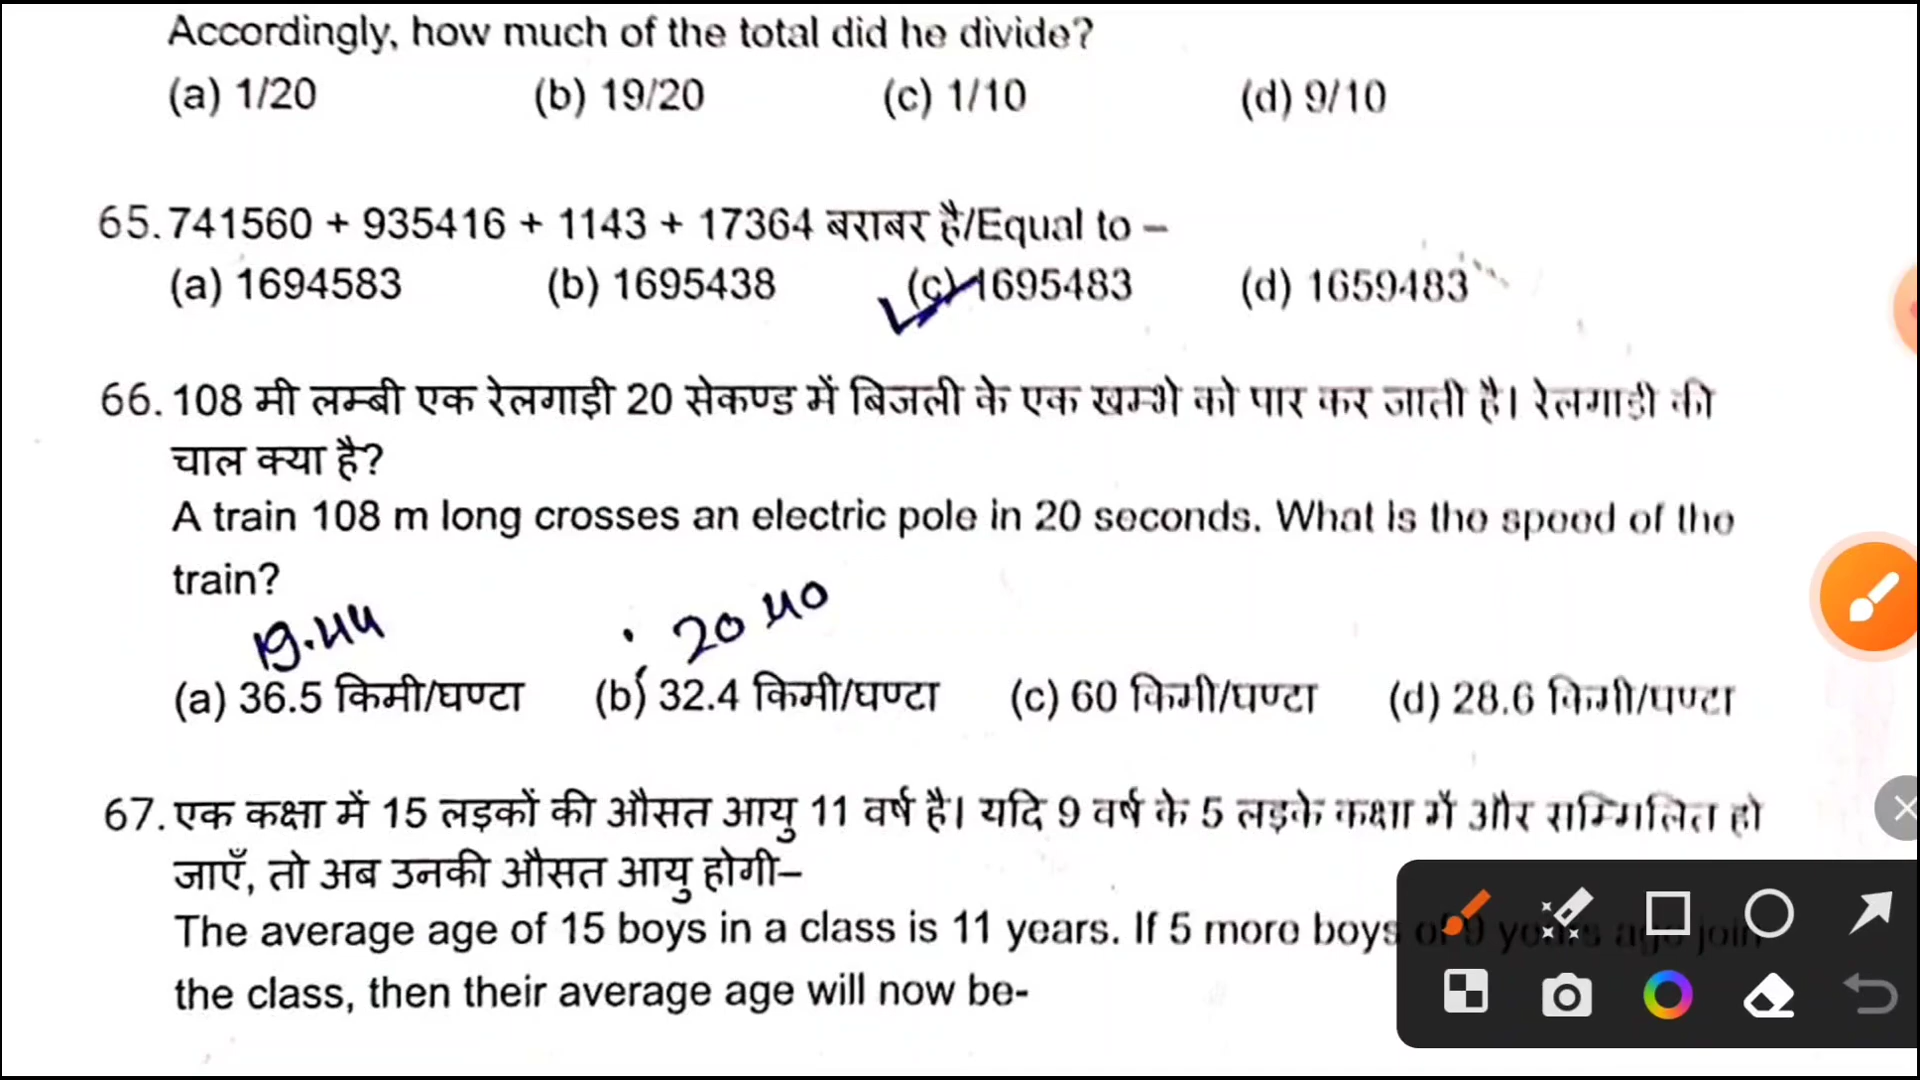 Accordingly, how much of the total did he divide?
(a) 1/20 (b) 19/20 (c) 1/10 (d) 9/10
65. 741560 + 935416 + 1143 + 17364 बराबर है/Equal to –
(a) 1694583 (b) 1695438 (c) 1695483 (d) 1659483
66. 108 मी लम्बी एक रेलगाड़ी 20 सेकण्ड में बिजली के एक खम्भे को पार कर जाती है। रेलगाड़ी की
चाल क्या है?
A train 108 m long crosses an electric pole in 20 seconds. What is the speed of the
train?
19.44 20
(a) 36.5 किमी/घण्टा (b) 32.4 किमी/घण्टा (c) 60 किमी/घण्टा (d) 28.6 किमी/घण्टा
67. एक कक्षा में 15 लड़कों की औसत आयु 11 वर्ष है। यदि 9 वर्ष के 5 लड़के कक्षा में और सम्मिलित हो
जाएँ, तो अब उनकी औसत आयु होगी–
The average age of 15 boys in a class is 11 years. If 5 more boys of 9 years age join
the class, then their average age will now be-